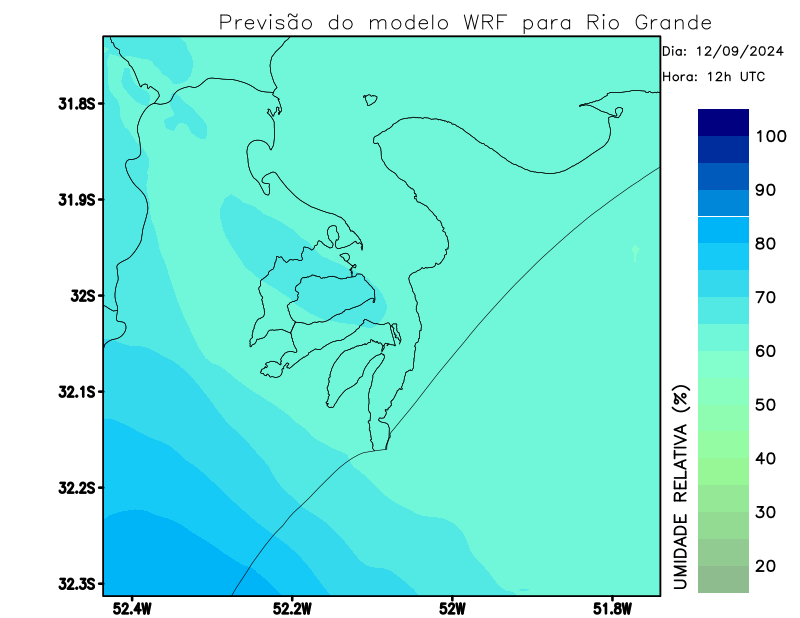 Previsão do modelo WRF para Rio Grande
Dia: 12/09/2024
Hora: 12h UTC
31.8S
31.9S
32S
32.1S
32.2S
32.3S
52.4W
52.2W
52W
51.8W
100
90
80
70
60
50
40
30
20
UMIDADE RELATIVA (%)